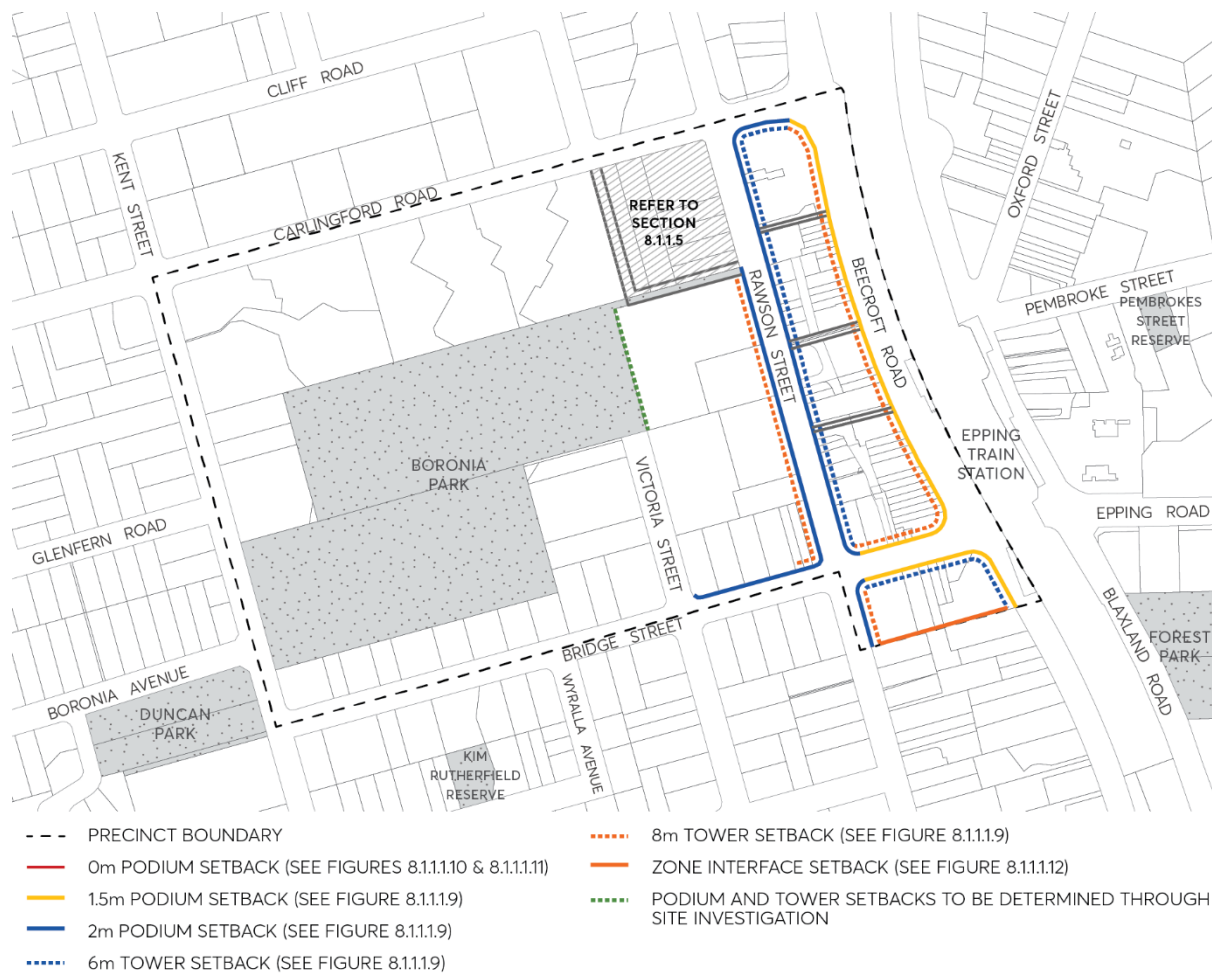 CLIFF ROAD
KENT STREET
CARLINGFORD ROAD
REFER TO
SECTION
8.1.1.5
OXFORD STREET
RAWSON STREET
BEECROFT ROAD
PEMBROKE STREET
PEMBROKES
STREET
RESERVE
EPPING
TRAIN
STATION
BORONIA
PARK
VICTORIA STREET
EPPING ROAD
GLENFERN ROAD
BRIDGE STREET
BLAXLAND ROAD
FOREST
PARK
BORONIA AVENUE
DUNCAN
PARK
WYRALLA AVENUE
KIM
RUTHERFIELD
RESERVE
PRECINCT BOUNDARY
0m PODIUM SETBACK (SEE FIGURES 8.1.1.1.10 & 8.1.1.1.11)
1.5m PODIUM SETBACK (SEE FIGURE 8.1.1.1.9)
2m PODIUM SETBACK (SEE FIGURE 8.1.1.1.9)
6m TOWER SETBACK (SEE FIGURE 8.1.1.1.9)
8m TOWER SETBACK (SEE FIGURE 8.1.1.1.9)
ZONE INTERFACE SETBACK (SEE FIGURE 8.1.1.1.12)
PODIUM AND TOWER SETBACKS TO BE DETERMINED THROUGH
SITE INVESTIGATION